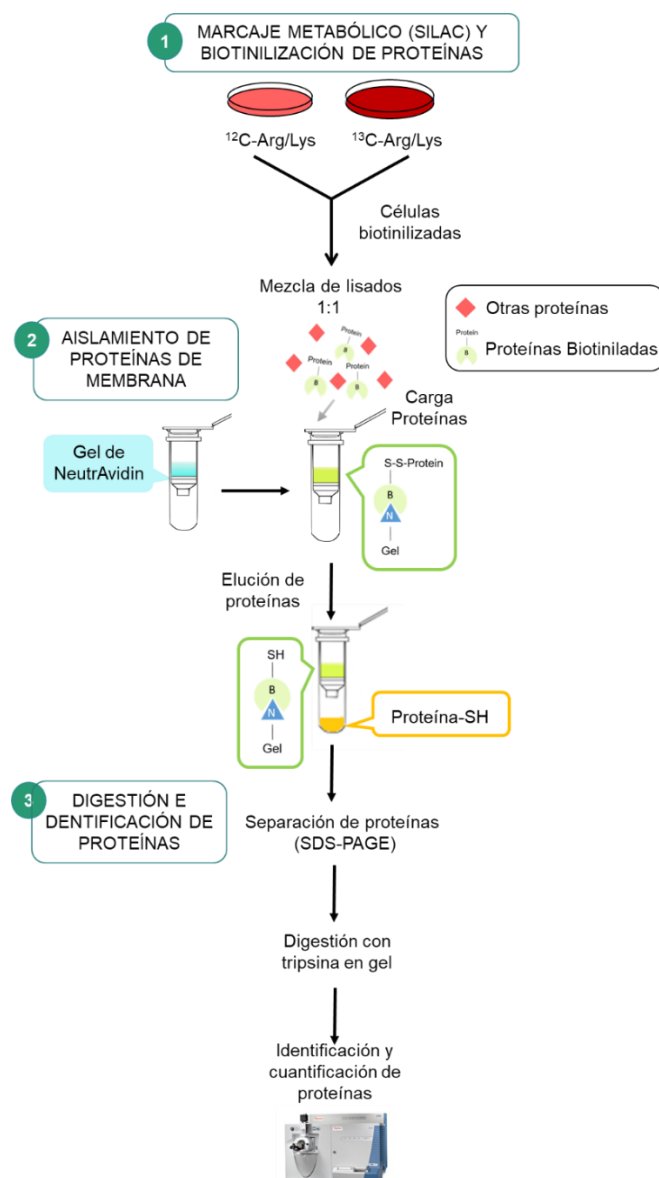 1
MARCAJE METABÓLICO (SILAC) Y
BIOTINILIZACIÓN DE PROTEÍNAS
¹²C-Arg/Lys
¹³C-Arg/Lys
Células
biotinilizadas
Mezcla de lisados
1:1
Otras proteínas
Protein
B
Proteínas Biotiniladas
2
AISLAMIENTO DE
PROTEÍNAS DE
MEMBRANA
Protein
B
Protein
B
Protein
B
Carga
Proteínas
Gel de
NeutrAvidin
S-S-Protein
B
N
Gel
Elución de
proteínas
SH
B
N
Gel
Proteína-SH
3
DIGESTIÓN E
DENTIFICACIÓN DE
PROTEÍNAS
Separación de proteínas
(SDS-PAGE)
Digestión con
tripsina en gel
Identificación y
cuantificación de
proteínas